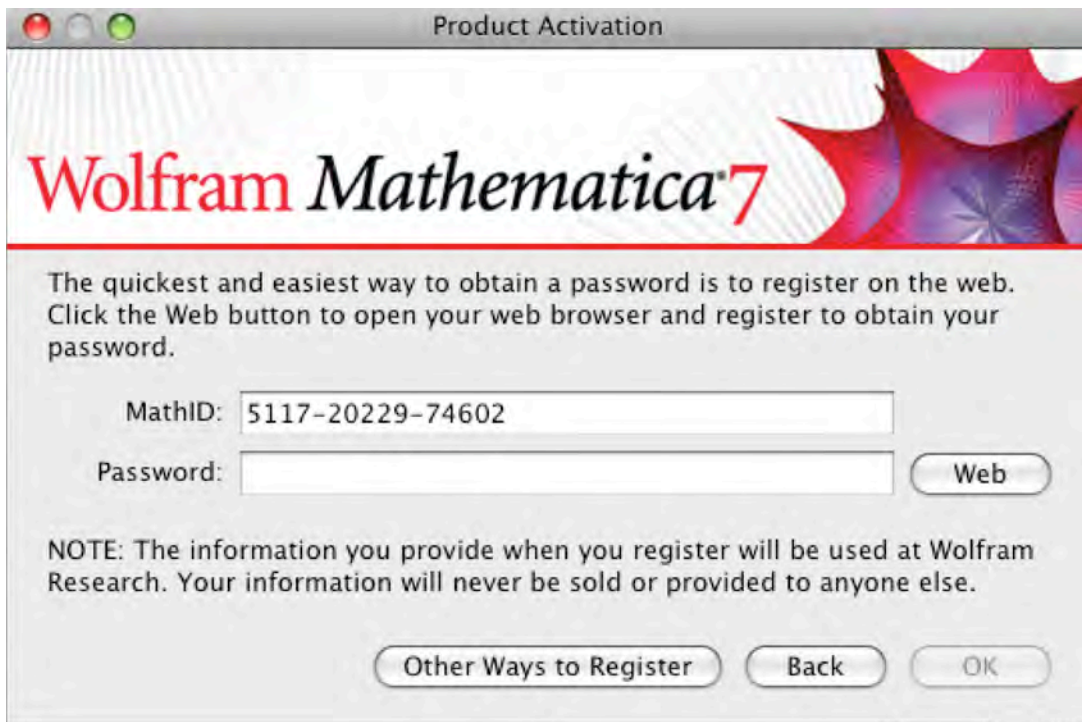 Product Activation
Wolfram Mathematica®7
The quickest and easiest way to obtain a password is to register on the web.
Click the Web button to open your web browser and register to obtain your
password.
MathID: 5117-20229-74602
Password: Web
NOTE: The information you provide when you register will be used at Wolfram
Research. Your information will never be sold or provided to anyone else.
Other Ways to Register Back OK